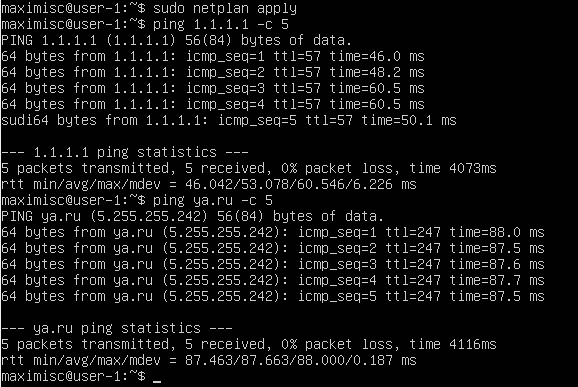 maximisc@user-1:~$ sudo netplan apply
maximisc@user-1:~$ ping 1.1.1.1 -c 5
PING 1.1.1.1 (1.1.1.1) 56(84) bytes of data.
64 bytes from 1.1.1.1: icmp_seq=1 ttl=57 time=46.0 ms
64 bytes from 1.1.1.1: icmp_seq=2 ttl=57 time=48.2 ms
64 bytes from 1.1.1.1: icmp_seq=3 ttl=57 time=60.5 ms
64 bytes from 1.1.1.1: icmp_seq=4 ttl=57 time=60.5 ms
sudi64 bytes from 1.1.1.1: icmp_seq=5 ttl=57 time=50.1 ms
--- 1.1.1.1 ping statistics ---
5 packets transmitted, 5 received, 0% packet loss, time 4073ms
rtt min/avg/max/mdev = 46.042/53.078/60.546/6.226 ms
maximisc@user-1:~$ ping ya.ru -c 5
PING ya.ru (5.255.255.242) 56(84) bytes of data.
64 bytes from ya.ru (5.255.255.242): icmp_seq=1 ttl=247 time=88.0 ms
64 bytes from ya.ru (5.255.255.242): icmp_seq=2 ttl=247 time=87.5 ms
64 bytes from ya.ru (5.255.255.242): icmp_seq=3 ttl=247 time=87.6 ms
64 bytes from ya.ru (5.255.255.242): icmp_seq=4 ttl=247 time=87.7 ms
64 bytes from ya.ru (5.255.255.242): icmp_seq=5 ttl=247 time=87.5 ms
--- ya.ru ping statistics ---
5 packets transmitted, 5 received, 0% packet loss, time 4116ms
rtt min/avg/max/mdev = 87.463/87.663/88.000/0.187 ms
maximisc@user-1:~$ _